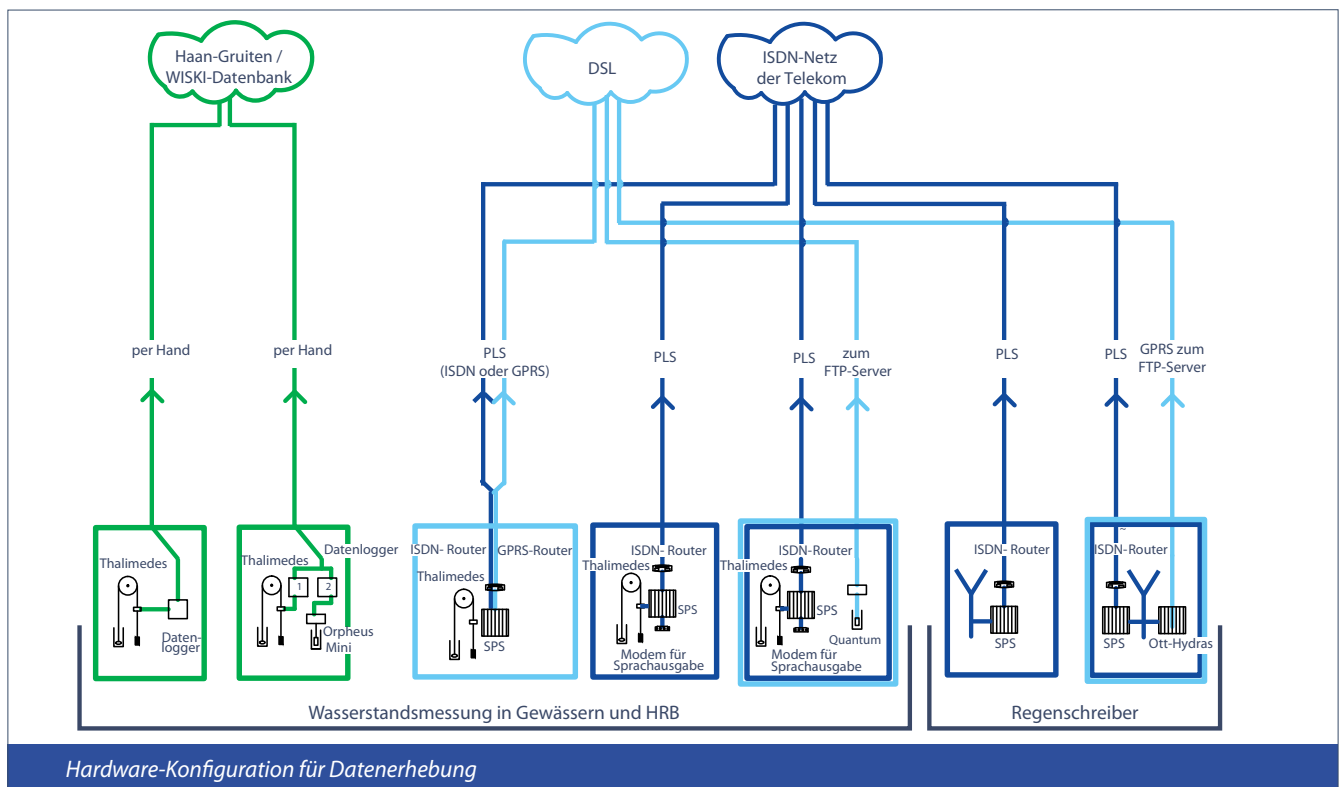 Haan-Gruiten /
WISKI-Datenbank
DSL
ISDN-Netz
der Telekom
per Hand
per Hand
PLS
(ISDN oder GPRS)
PLS
PLS
zum
FTP-Server
PLS
PLS
GPRS zum
FTP-Server
Thalimedes
Daten-
logger
Thalimedes
Datenlogger
1
2
Orpheus
Mini
ISDN- Router
GPRS-Router
Thalimedes
SPS
ISDN- Router
Thalimedes
SPS
Modem für
Sprachausgabe
ISDN-Router
Thalimedes
SPS
Quantum
Modem für
Sprachausgabe
ISDN- Router
SPS
~
ISDN-Router
SPS
Ott-Hydras
Wasserstandsmessung in Gewässern und HRB
Regenschreiber
Hardware-Konfiguration für Datenerhebung